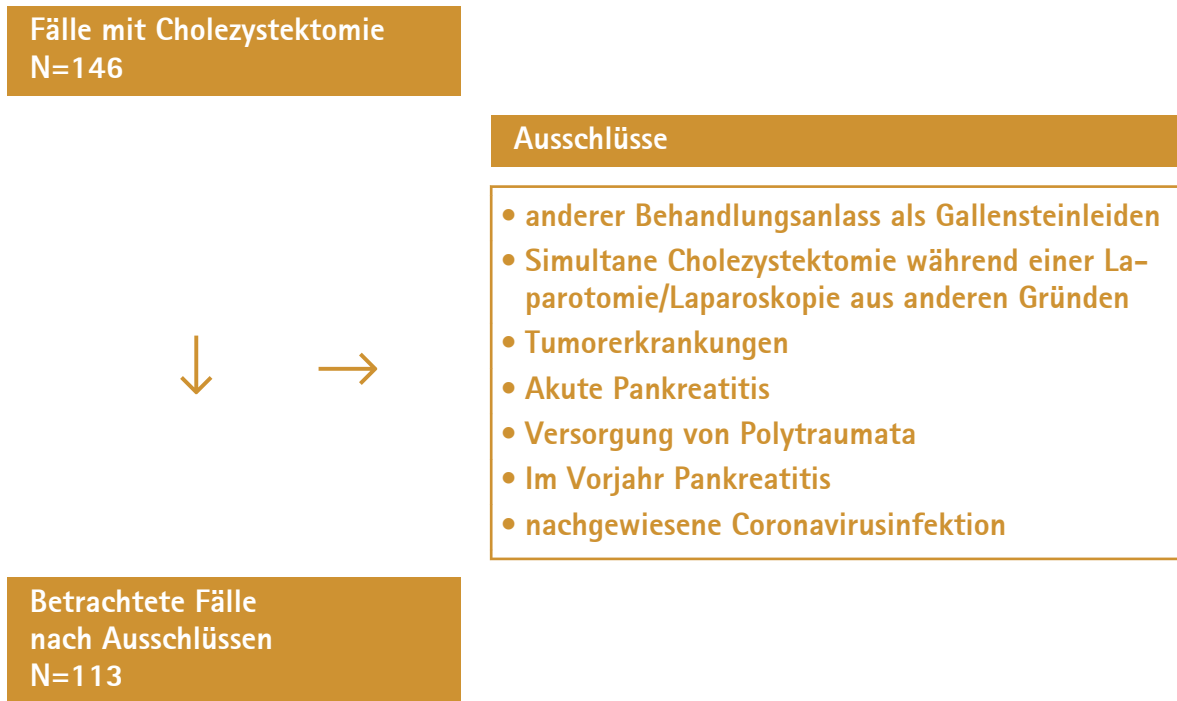 Fälle mit Cholezystektomie
N=146
Ausschlüsse
• anderer Behandlungsanlass als Gallensteinleiden
• Simultane Cholezystektomie während einer La-
parotomie/Laparoskopie aus anderen Gründen
• Tumorerkrankungen
• Akute Pankreatitis
• Versorgung von Polytraumata
• Im Vorjahr Pankreatitis
• nachgewiesene Coronavirusinfektion
Betrachtete Fälle
nach Ausschlüssen
N=113